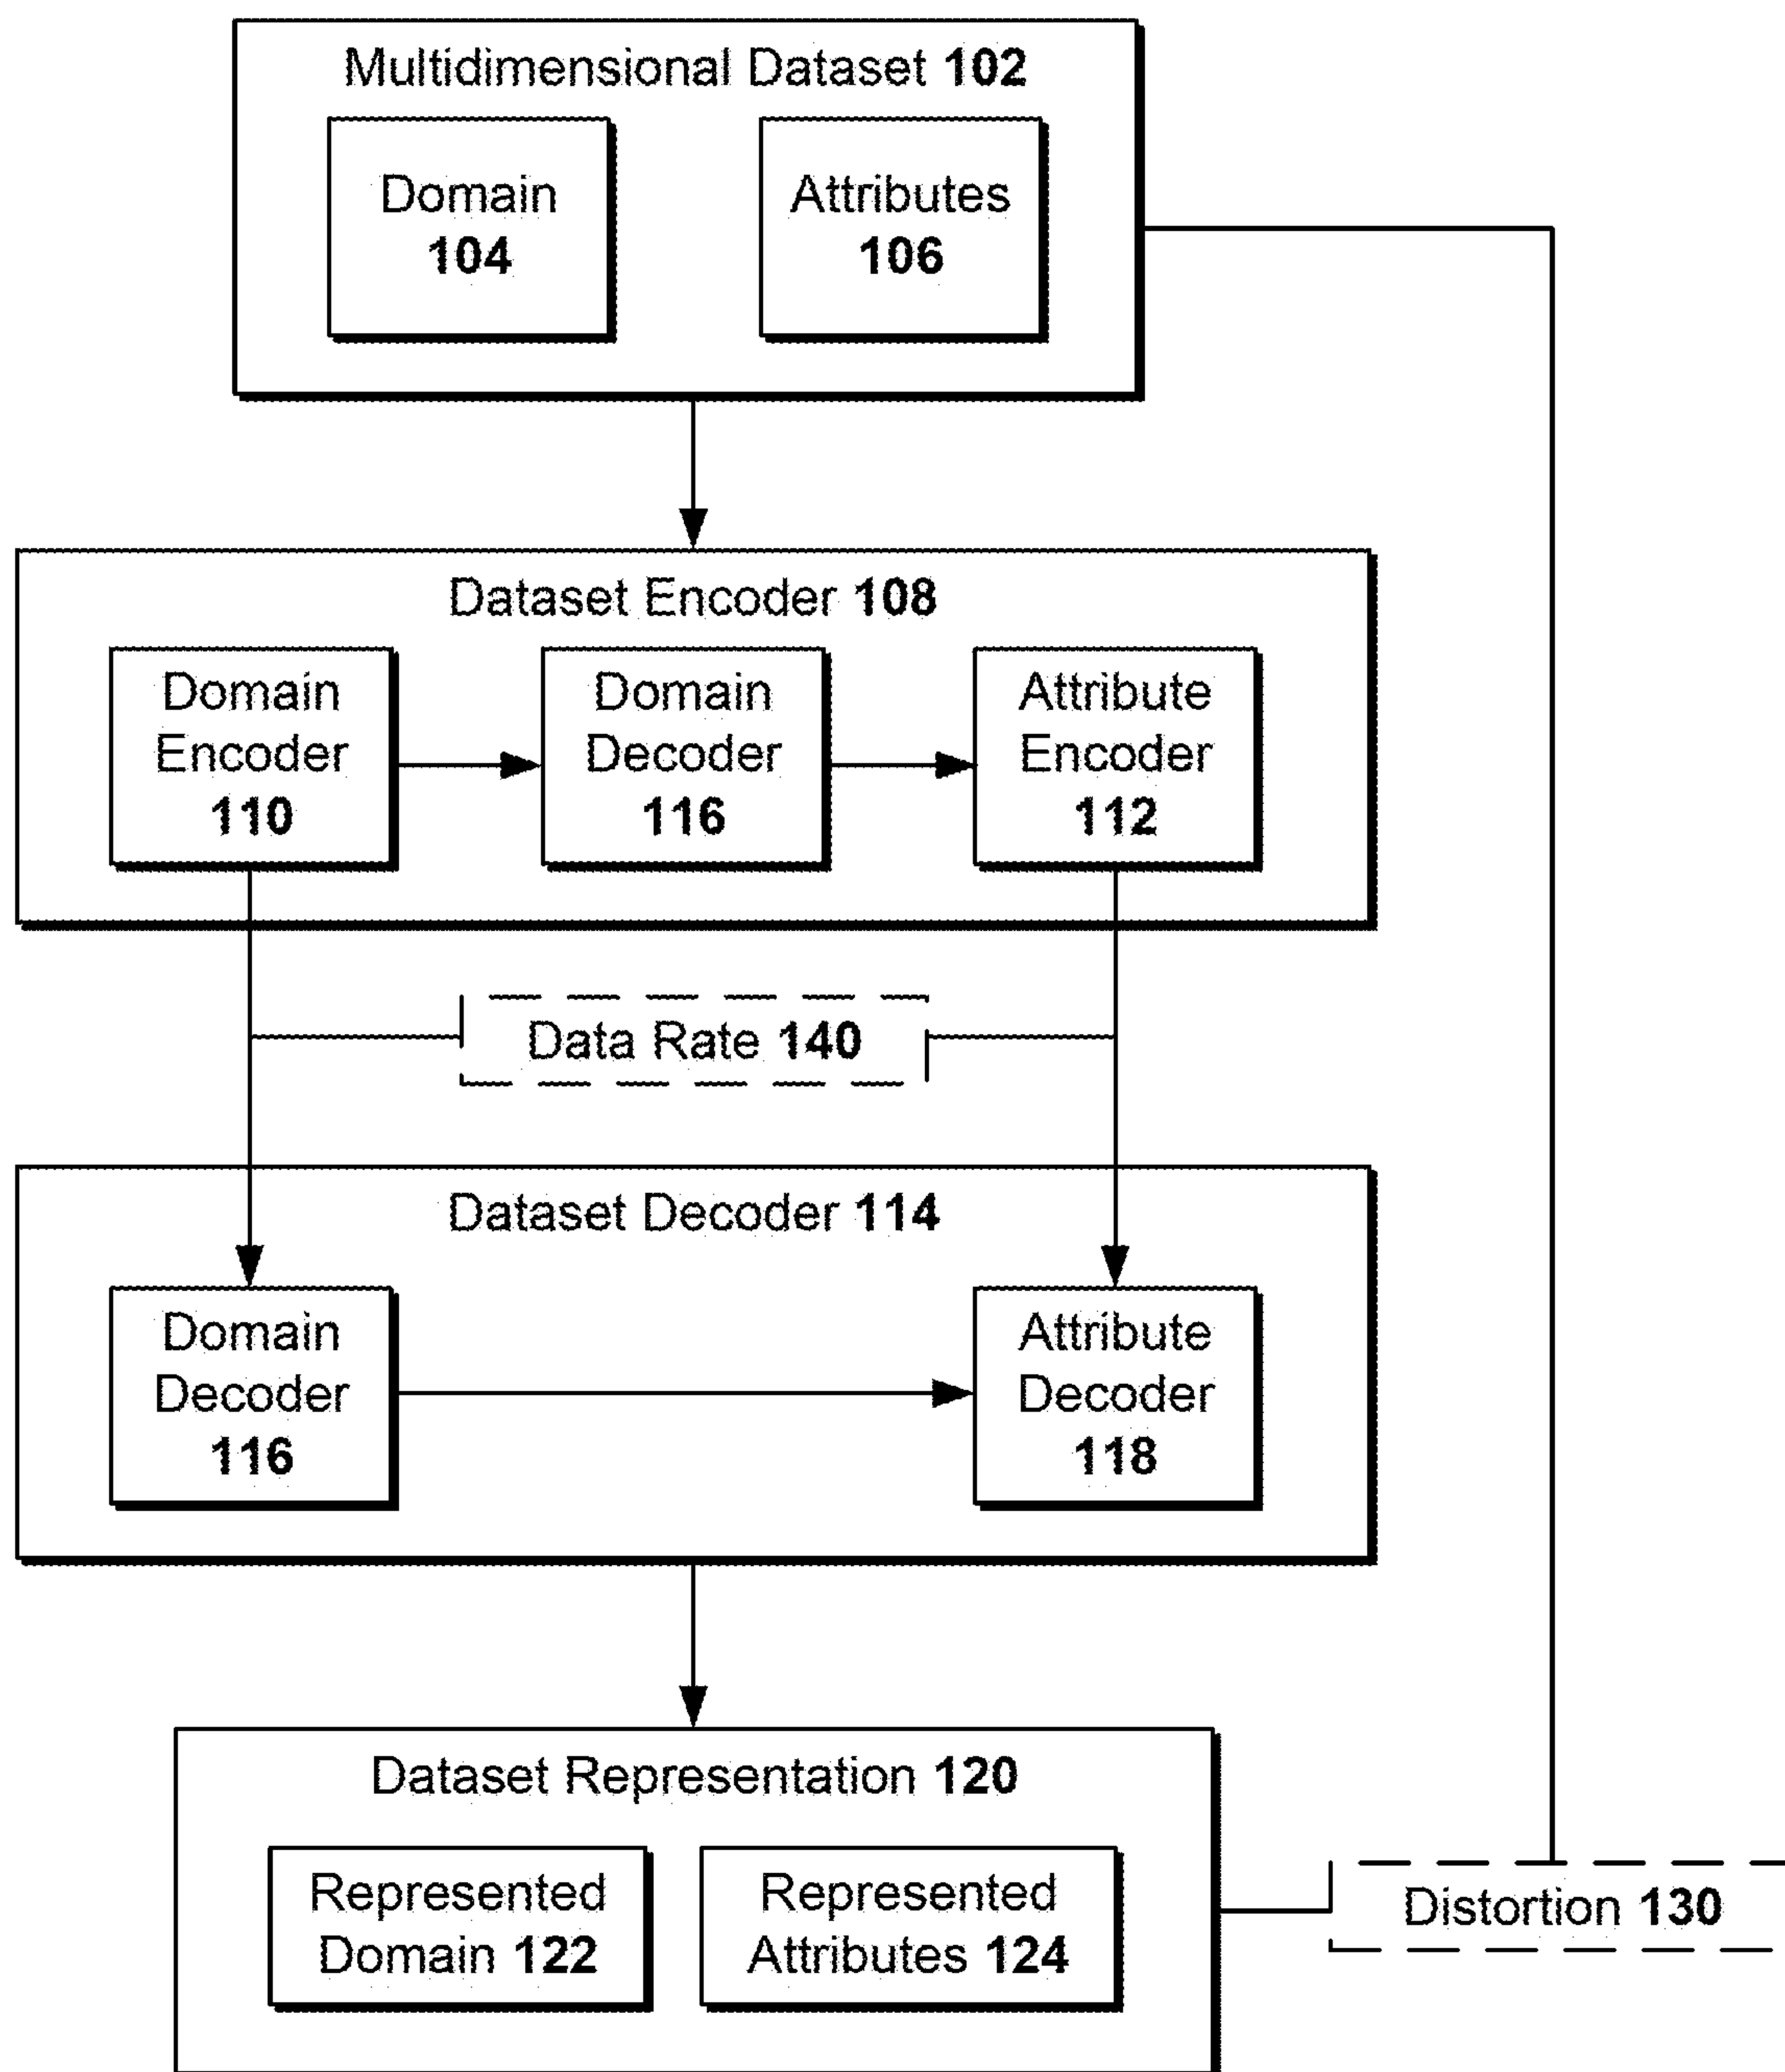 Multidimensional Dataset 102
Domain
104
Attributes
106
Dataset Encoder 108
Domain
Encoder
110
Domain
Decoder
116
Attribute
Encoder
112
Data Rate 140
Dataset Decoder 114
Domain
Decoder
116
Attribute
Decoder
118
Dataset Representation 120
Represented
Domain 122
Represented
Attributes 124
Distortion 130